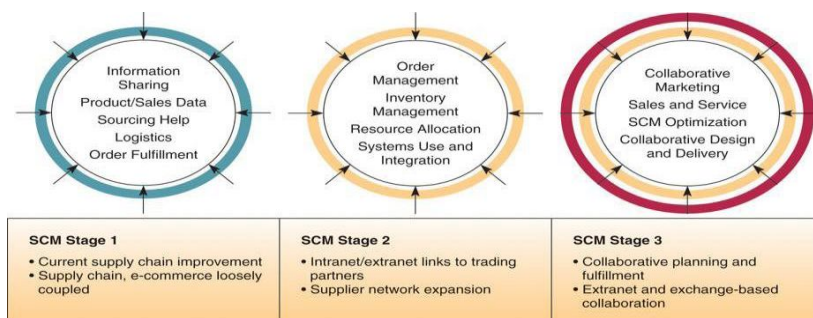 Information
Sharing
Product/Sales Data
Sourcing Help
Logistics
Order Fulfillment
Order
Management
Inventory
Management
Resource Allocation
Systems Use and
Integration
Collaborative
Marketing
Sales and Service
SCM Optimization
Collaborative Design
and Delivery
SCM Stage 1
• Current supply chain improvement
• Supply chain, e-commerce loosely
coupled
SCM Stage 2
• Intranet/extranet links to trading
partners
• Supplier network expansion
SCM Stage 3
• Collaborative planning and
fulfillment
• Extranet and exchange-based
collaboration